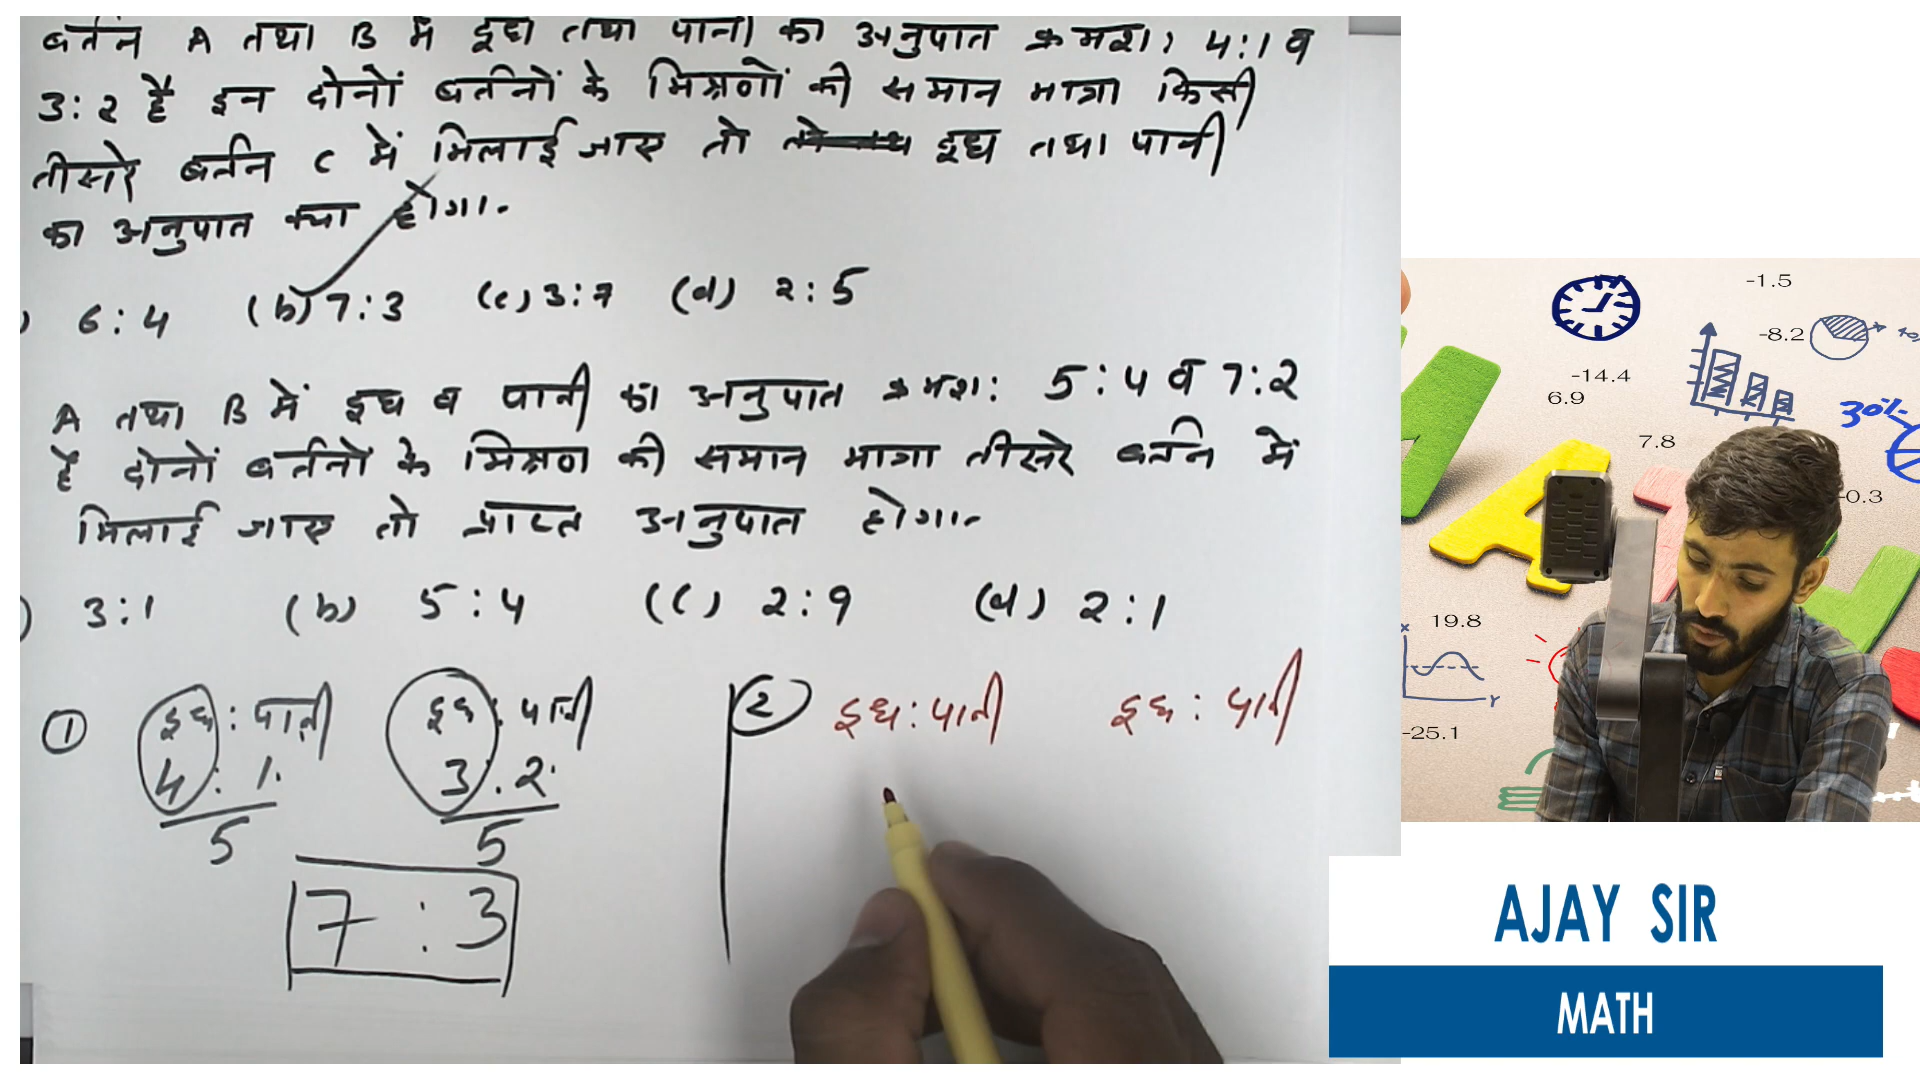 बर्तन A तथा B में दूध तथा पानी का अनुपात क्रमशः 4:1 व
3:2 है इन दोनों बर्तनों के मिश्रणों की समान मात्रा किसी
तीसरे बर्तन C में मिलाई जाए तो दूध तथा पानी
का अनुपात क्या होगा-
) 6:4 (b) 7:3 (c) 3:7 (d) 2:5
A तथा B में दूध व पानी का अनुपात क्रमशः 5:4 व 7:2
है दोनों बर्तनों के मिश्रण की समान मात्रा तीसरे बर्तन में
मिलाई जाए तो प्राप्त अनुपात होगा-
) 3:1 (b) 5:4 (c) 2:9 (d) 2:1
① दूध : पानी दूध : पानी
4 : 1 3 : 2
5 5
7 : 3
② दूध : पानी दूध : पानी
-1.5
-8.2
-14.4
6.9
30%
7.8
-0.3
19.8
x
Y
-25.1
AJAY SIR
MATH